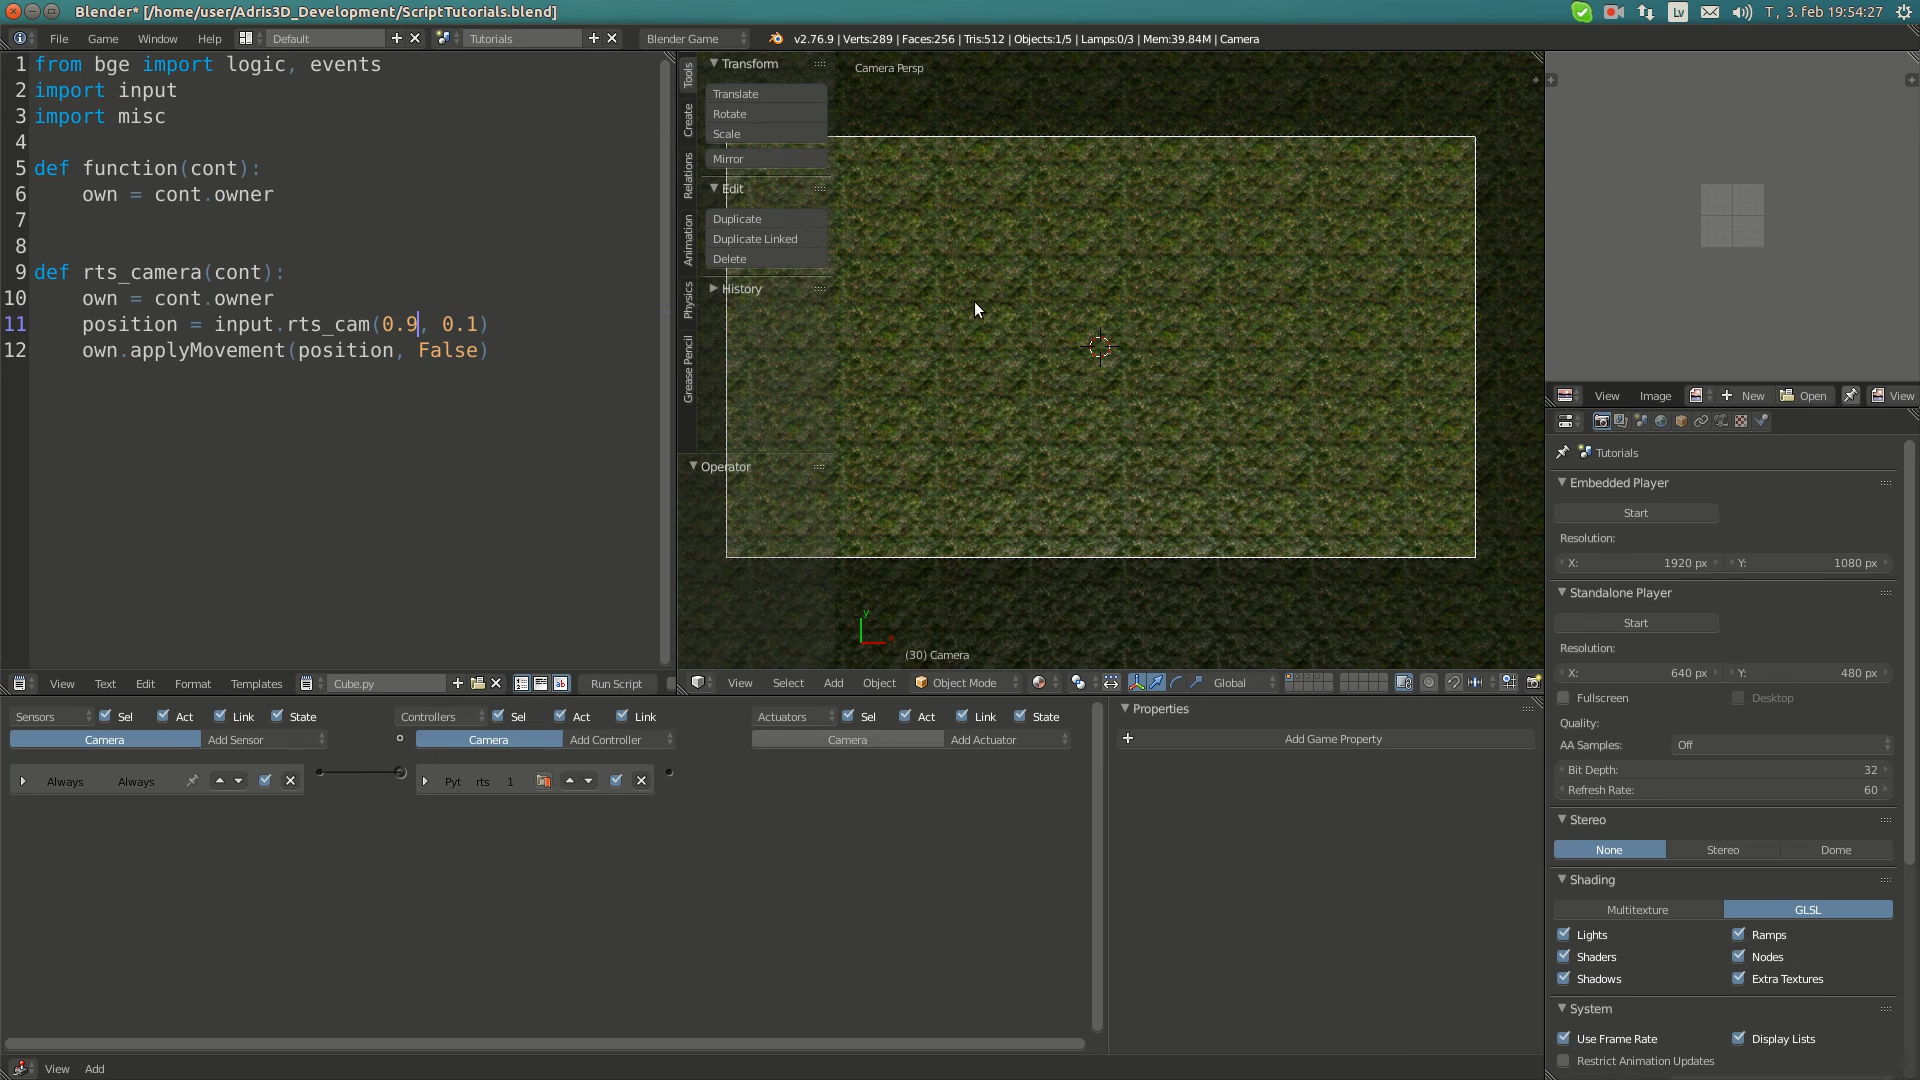 Blender* [/home/user/Adris3D_Development/ScriptTutorials.blend]
Lv
T , 3. feb 19:54:27
File Game Window Help
Default
Tutorials
Blender Game
v2.76.9 | Verts:289 | Faces:256 | Tris:512 | Objects:1/5 | Lamps:0/3 | Mem:39.84M | Camera
1 from bge import logic, events
2 import input
3 import misc
4
5 def function(cont):
6 own = cont.owner
7
8
9 def rts_camera(cont):
10 own = cont.owner
11 position = input.rts_cam(0.9, 0.1)
12 own.applyMovement(position, False)
View Text Edit Format Templates
Cube.py
Run Script
Tools
Create
Relations
Animation
Physics
Grease Pencil
Transform
Translate
Rotate
Scale
Mirror
Edit
Duplicate
Duplicate Linked
Delete
History
Operator
Camera Persp
y
x
(30) Camera
View Select Add Object
Object Mode
Global
View Image
New
Open
View
Tutorials
Embedded Player
Start
Resolution:
X: 1920 px
Y: 1080 px
Standalone Player
Start
Resolution:
X: 640 px
Y: 480 px
Fullscreen
Desktop
Quality:
AA Samples: Off
Bit Depth: 32
Refresh Rate: 60
Stereo
None Stereo Dome
Shading
Multitexture GLSL
Lights Ramps
Shaders Nodes
Shadows Extra Textures
System
Use Frame Rate Display Lists
Restrict Animation Updates
Sensors Sel Act Link State
Camera Add Sensor
Always Always
Controllers Sel Act Link
Camera Add Controller
Pyt rts 1
Actuators Sel Act Link State
Camera Add Actuator
Properties
Add Game Property
View Add